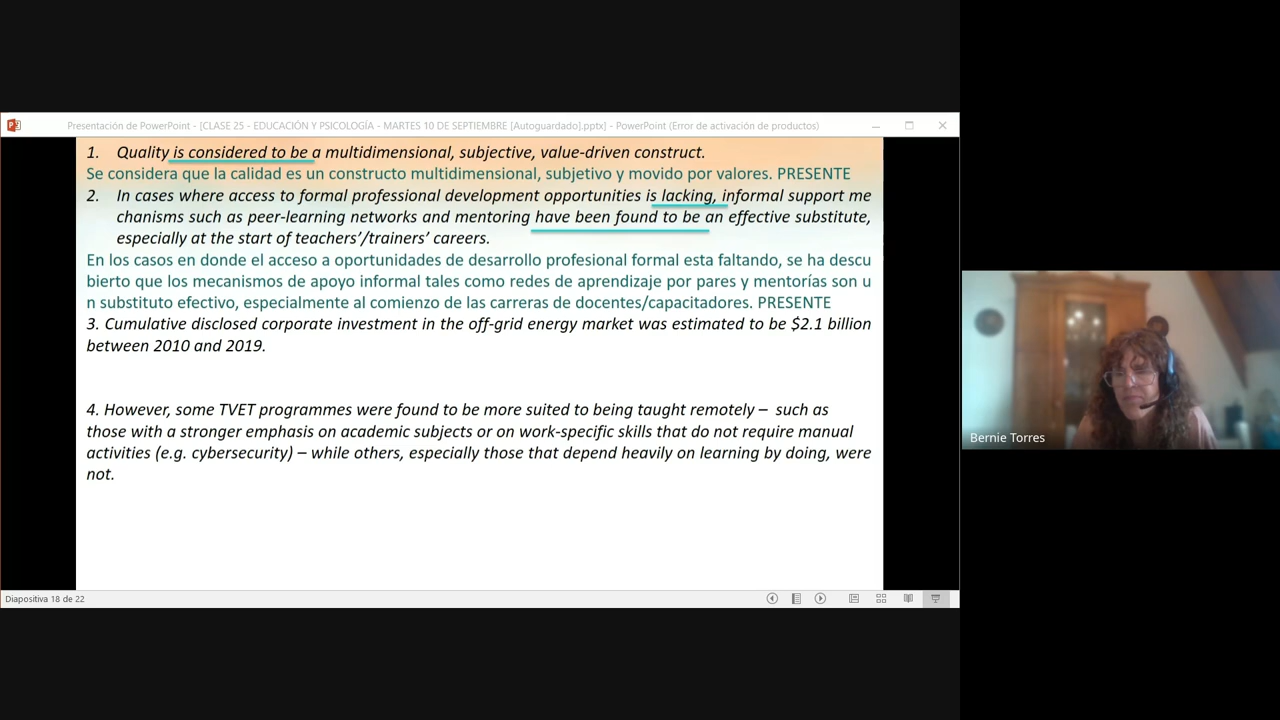 Presentación de PowerPoint - [CLASE 25 - EDUCACIÓN Y PSICOLOGÍA - MARTES 10 DE SEPTIEMBRE [Autoguardado].pptx] - PowerPoint (Error de activación de productos)
1. Quality is considered to be a multidimensional, subjective, value-driven construct.
Se considera que la calidad es un constructo multidimensional, subjetivo y movido por valores. PRESENTE
2. In cases where access to formal professional development opportunities is lacking, informal support me
chanisms such as peer-learning networks and mentoring have been found to be an effective substitute,
especially at the start of teachers'/trainers' careers.
En los casos en donde el acceso a oportunidades de desarrollo profesional formal esta faltando, se ha descu
bierto que los mecanismos de apoyo informal tales como redes de aprendizaje por pares y mentorías son u
n substituto efectivo, especialmente al comienzo de las carreras de docentes/capacitadores. PRESENTE
3. Cumulative disclosed corporate investment in the off-grid energy market was estimated to be $2.1 billion
between 2010 and 2019.
4. However, some TVET programmes were found to be more suited to being taught remotely – such as
those with a stronger emphasis on academic subjects or on work-specific skills that do not require manual
activities (e.g. cybersecurity) – while others, especially those that depend heavily on learning by doing, were
not.
Bernie Torres
Diapositiva 18 de 22